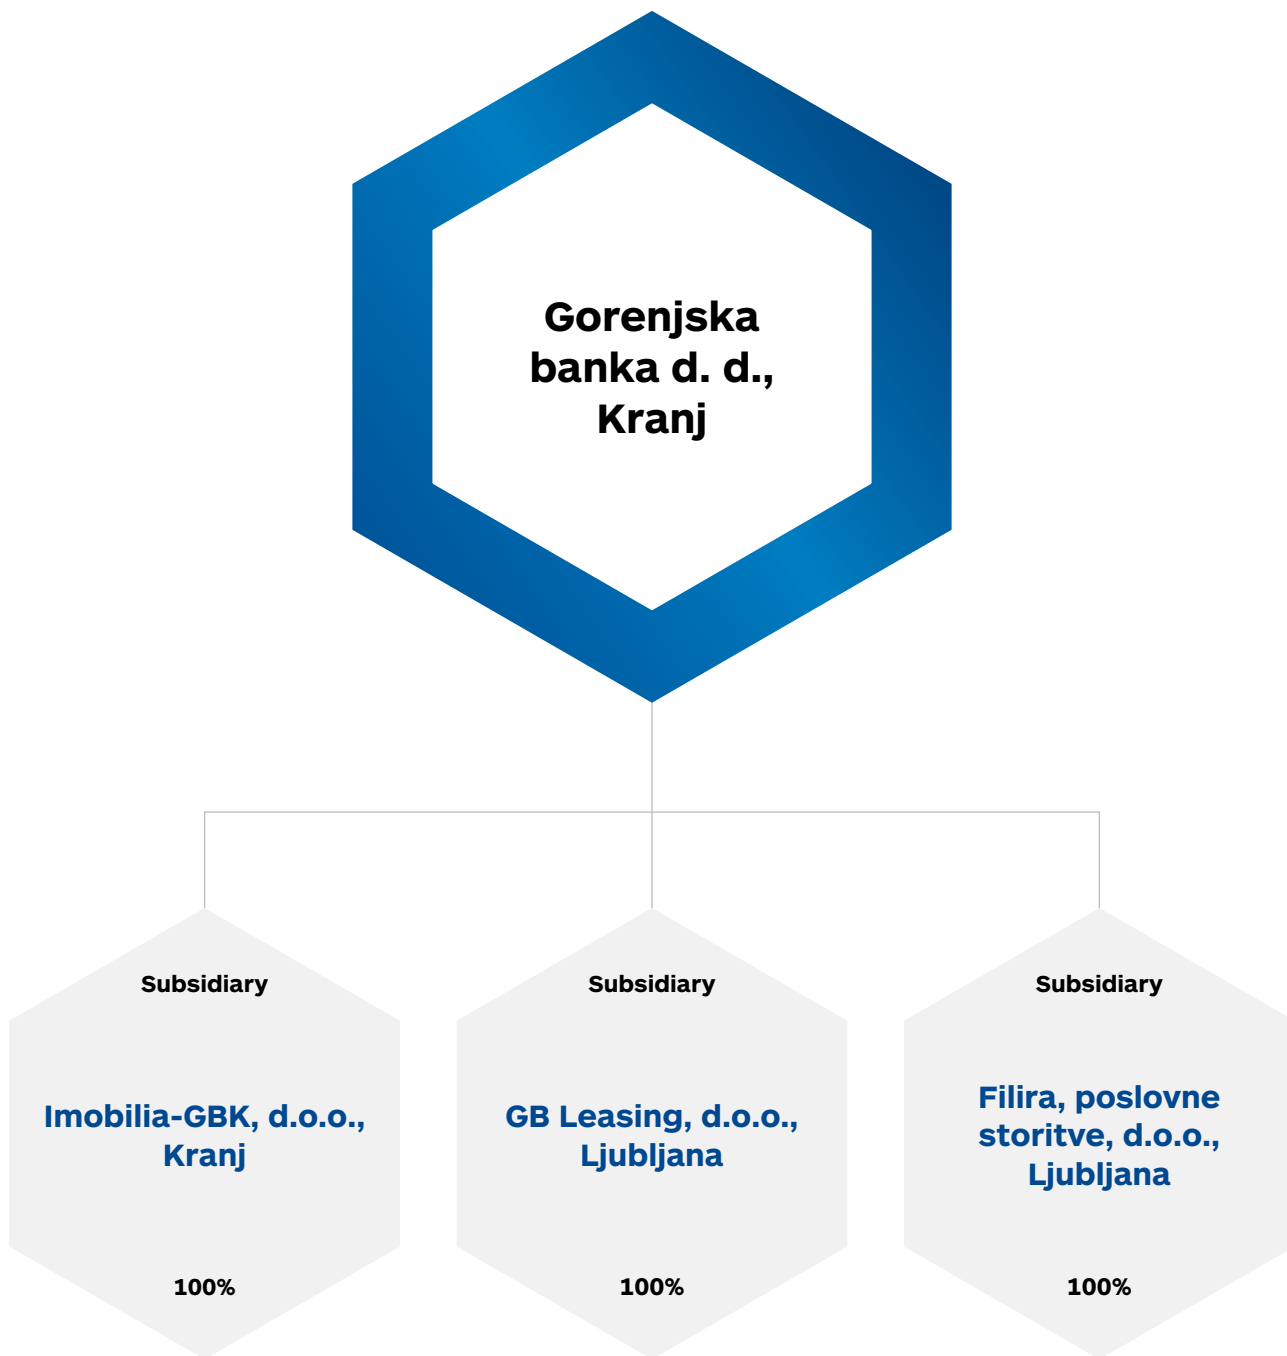 Gorenjska
banka d. d.,
Kranj
Subsidiary
Imobilia-GBK, d.o.o.,
Kranj
100%
Subsidiary
GB Leasing, d.o.o.,
Ljubljana
100%
Subsidiary
Filira, poslovne
storitve, d.o.o.,
Ljubljana
100%